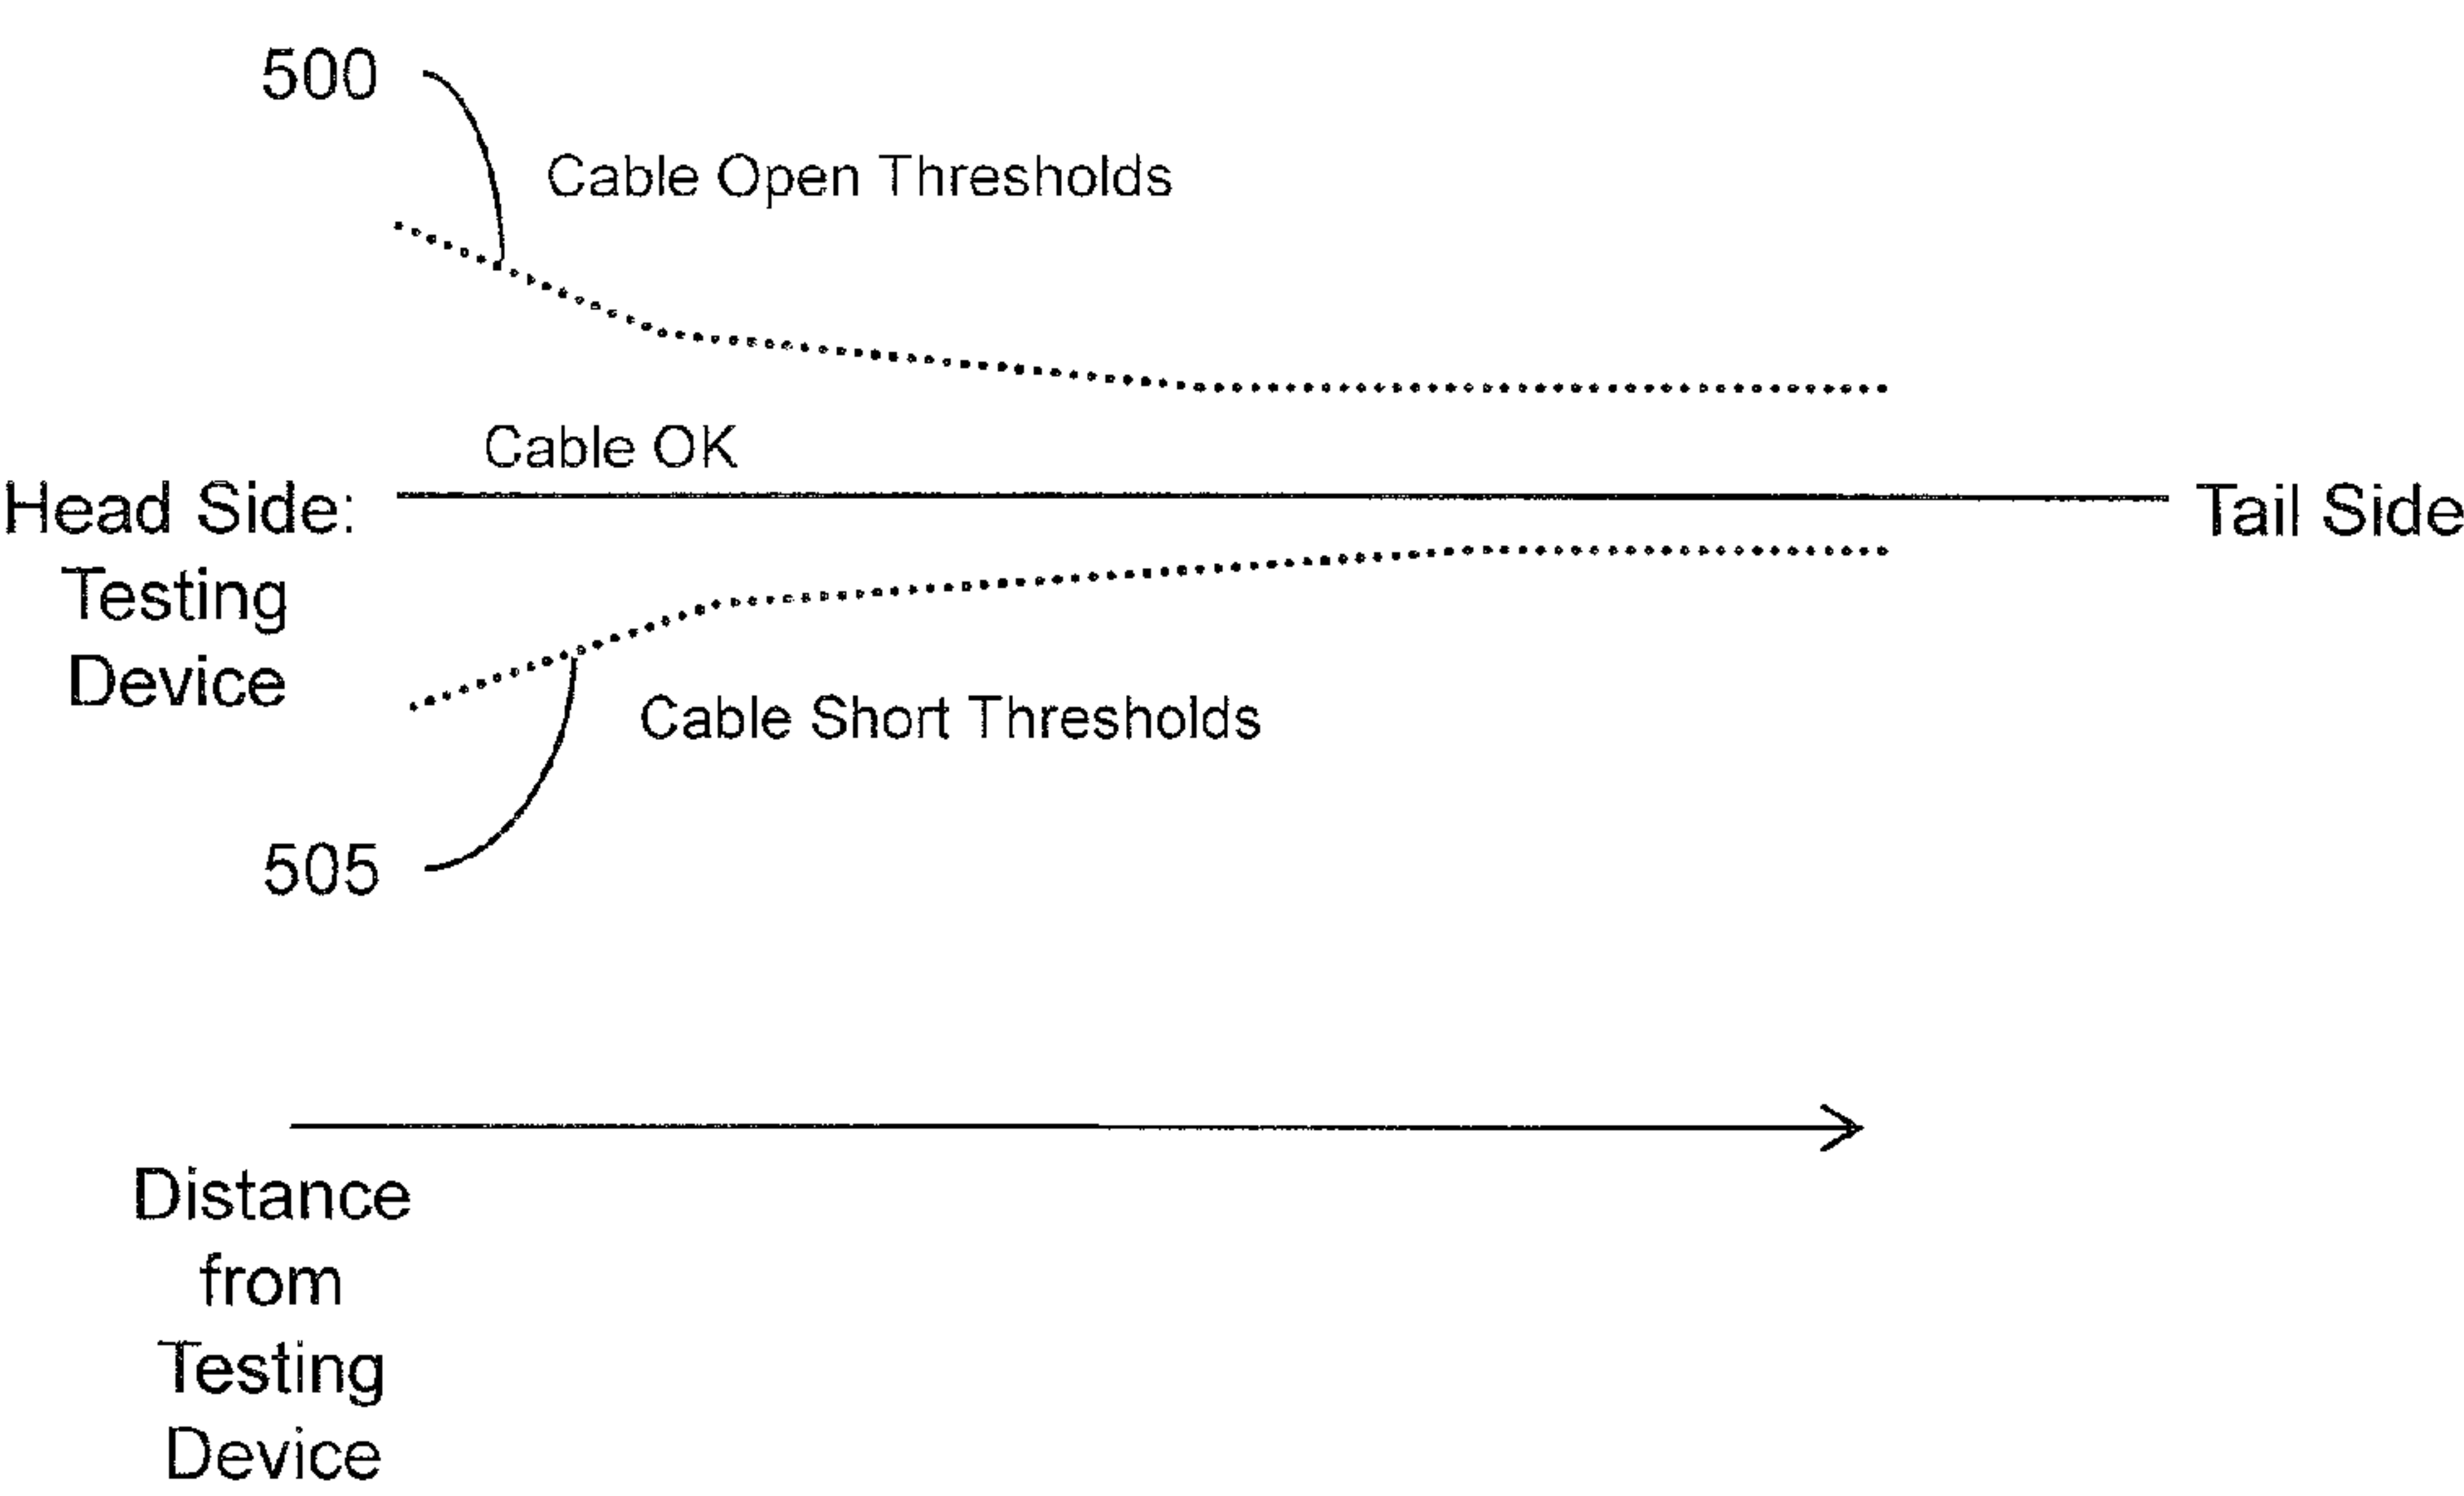 500
Cable Open Thresholds
Cable OK
Head Side:
Testing
Device
Tail Side
Cable Short Thresholds
505
Distance
from
Testing
Device